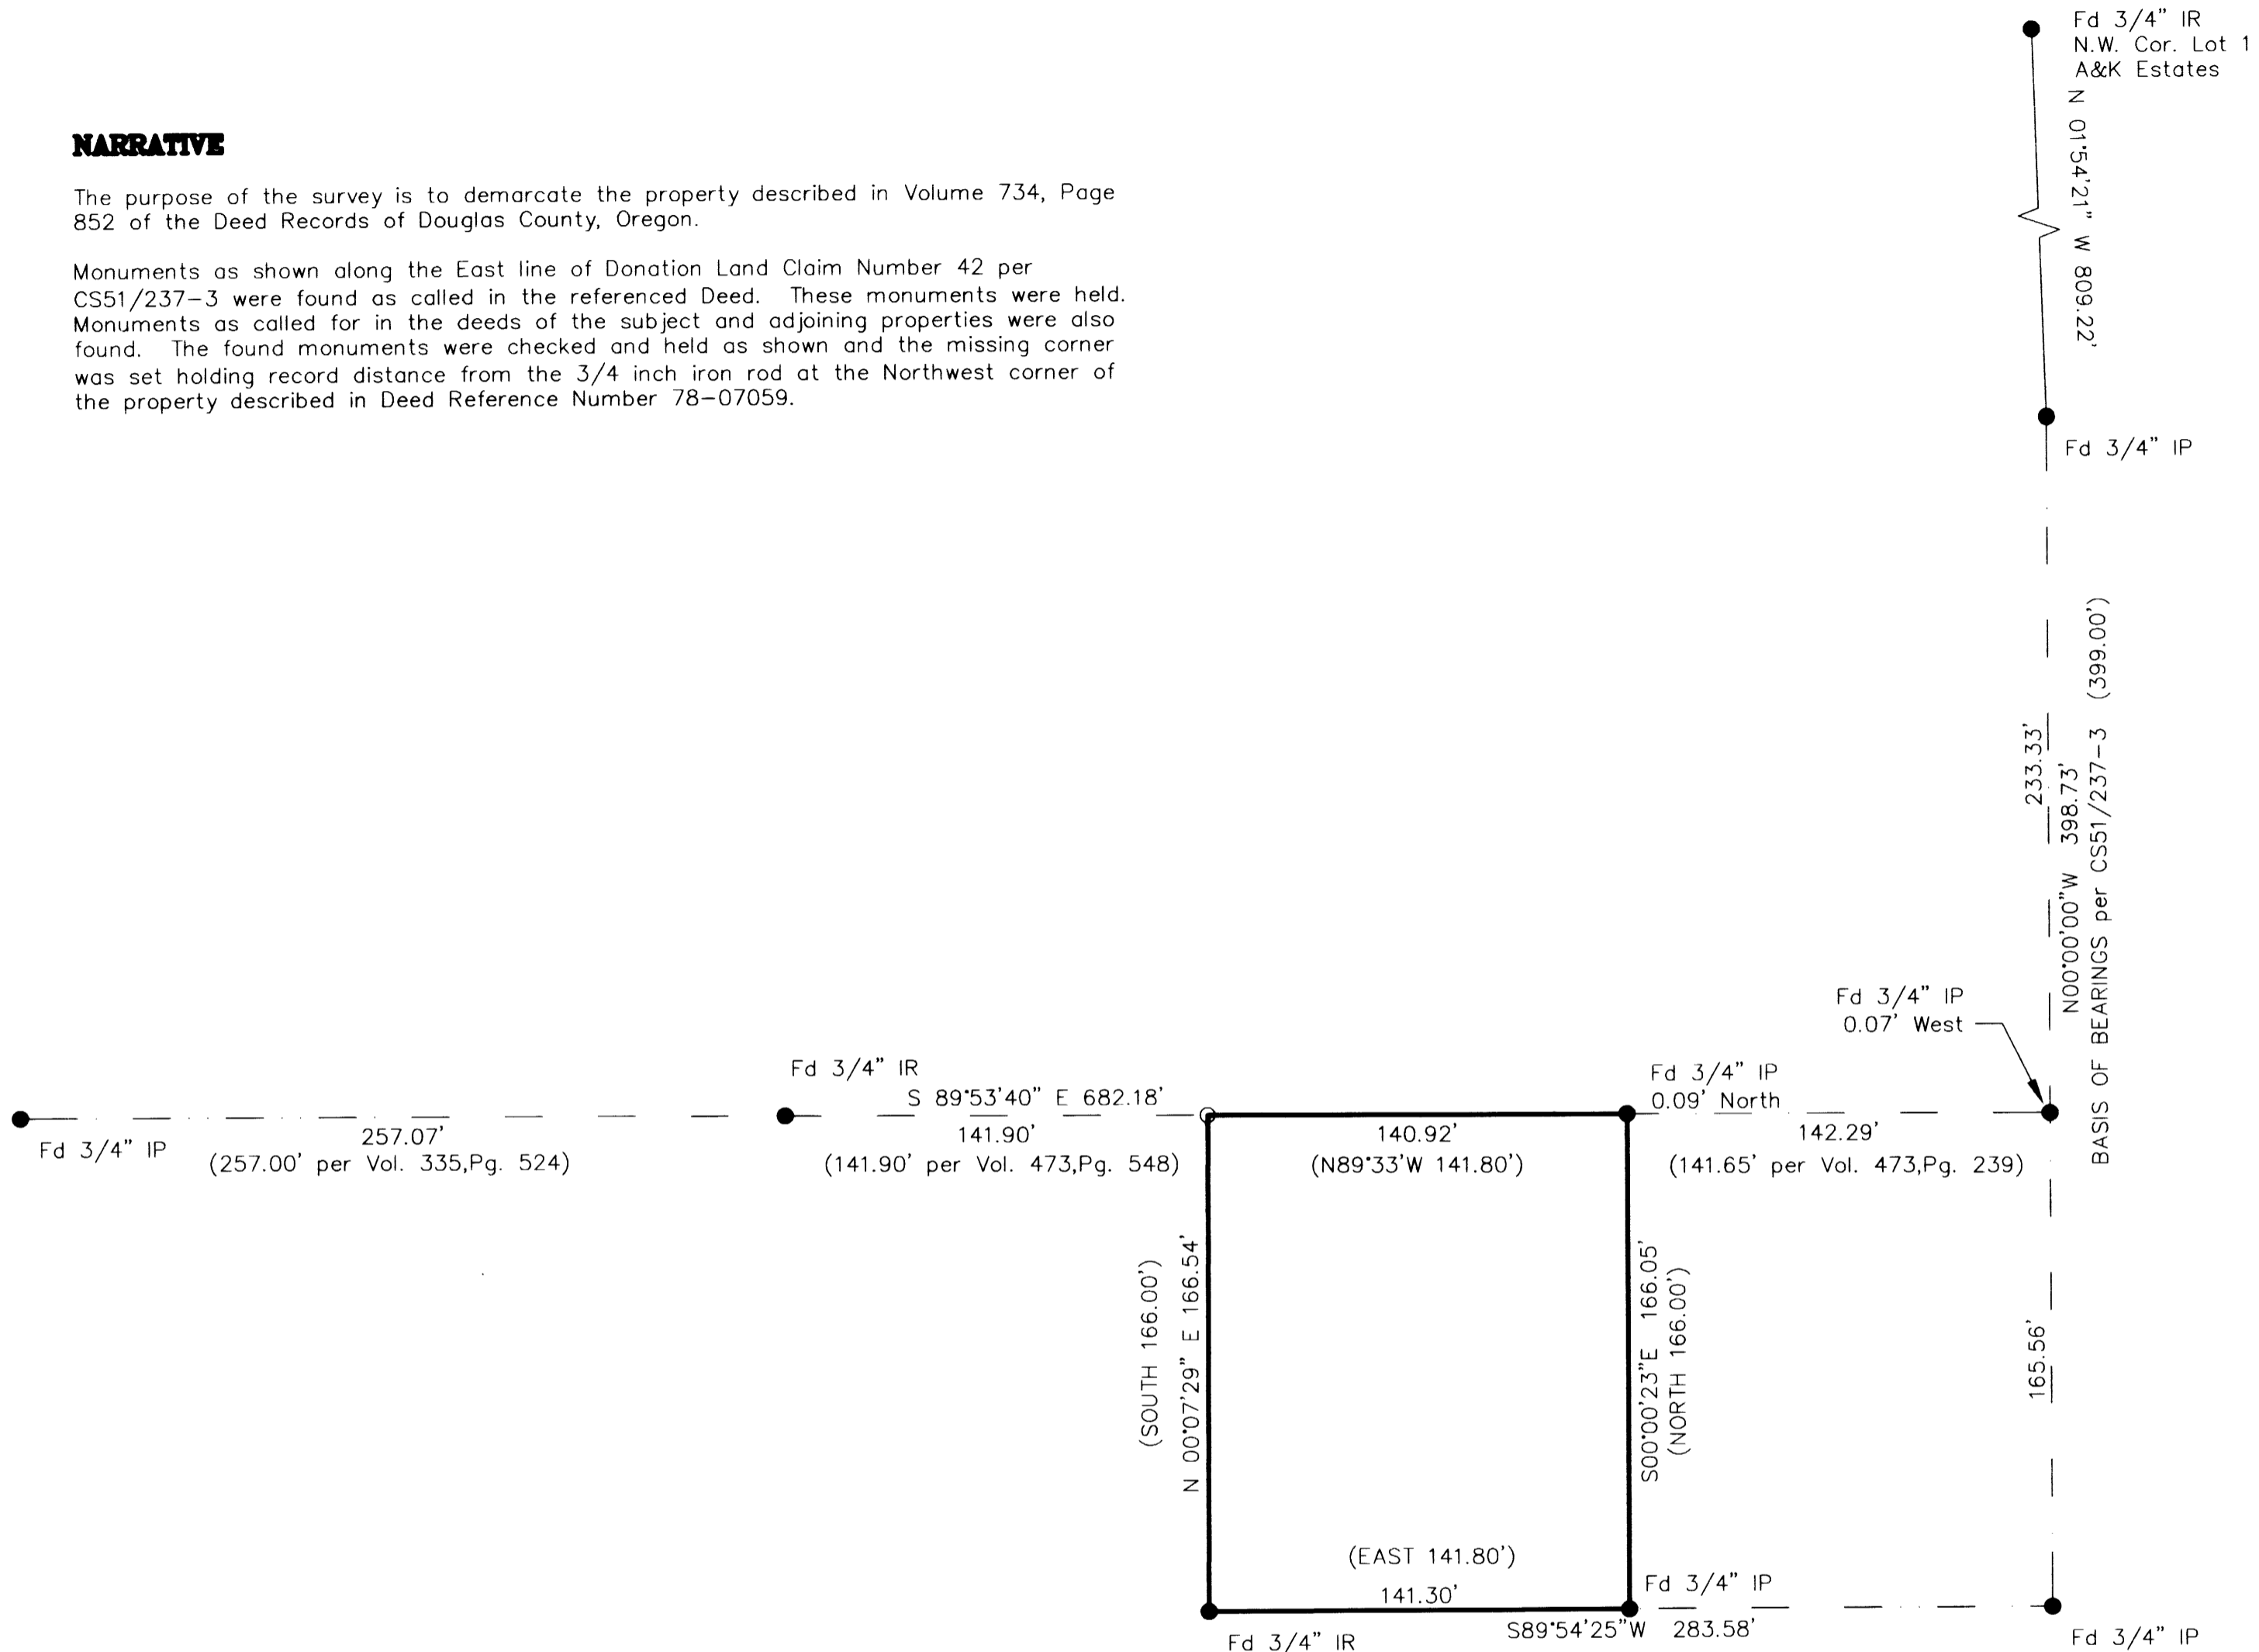 Fd 3/4" IR
N.W. Cor. Lot 1
A&K Estates
N 01°54'21" W 809.22'
NARRATIVE
The purpose of the survey is to demarcate the property described in Volume 734, Page
852 of the Deed Records of Douglas County, Oregon.
Monuments as shown along the East line of Donation Land Claim Number 42 per
CS51/237-3 were found as called in the referenced Deed. These monuments were held.
Monuments as called for in the deeds of the subject and adjoining properties were also
found. The found monuments were checked and held as shown and the missing corner
was set holding record distance from the 3/4 inch iron rod at the Northwest corner of
the property described in Deed Reference Number 78-07059.
Fd 3/4" IP
233.33'
N00°00'00"W 398.73'
BASIS OF BEARINGS per CS51/237-3 (399.00')
Fd 3/4" IP
0.07' West
Fd 3/4" IR
S 89°53'40" E 682.18'
Fd 3/4" IP
0.09' North
Fd 3/4" IP
257.07'
(257.00' per Vol. 335,Pg. 524)
141.90'
(141.90' per Vol. 473,Pg. 548)
140.92'
(N89°33'W 141.80')
142.29'
(141.65' per Vol. 473,Pg. 239)
(SOUTH 166.00')
N 00°07'29" E 166.54'
S00°00'23"E 166.05'
(NORTH 166.00')
165.56'
(EAST 141.80')
141.30'
Fd 3/4" IP
S89°54'25"W 283.58'
Fd 3/4" IR
Fd 3/4" IP